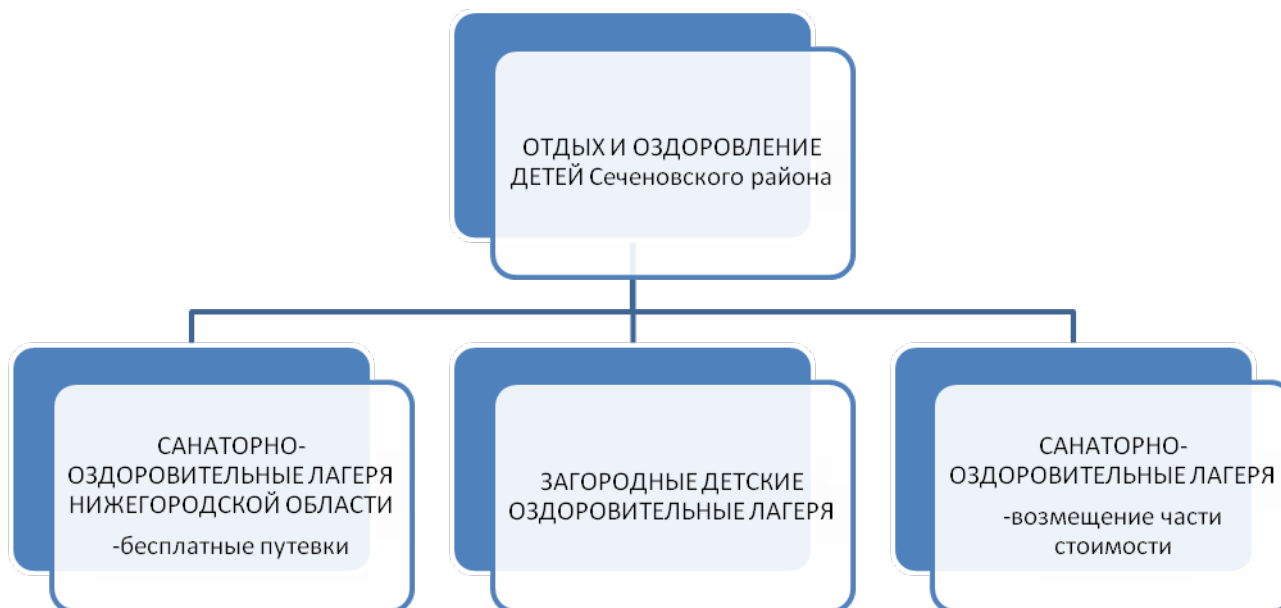 ОТДЫХ И ОЗДОРОВЛЕНИЕ
ДЕТЕЙ Сеченовского района
САНАТОРНО-
ОЗДОРОВИТЕЛЬНЫЕ ЛАГЕРЯ
НИЖЕГОРОДСКОЙ ОБЛАСТИ
-бесплатные путевки
ЗАГОРОДНЫЕ ДЕТСКИЕ
ОЗДОРОВИТЕЛЬНЫЕ ЛАГЕРЯ
САНАТОРНО-
ОЗДОРОВИТЕЛЬНЫЕ ЛАГЕРЯ
-возмещение части
стоимости